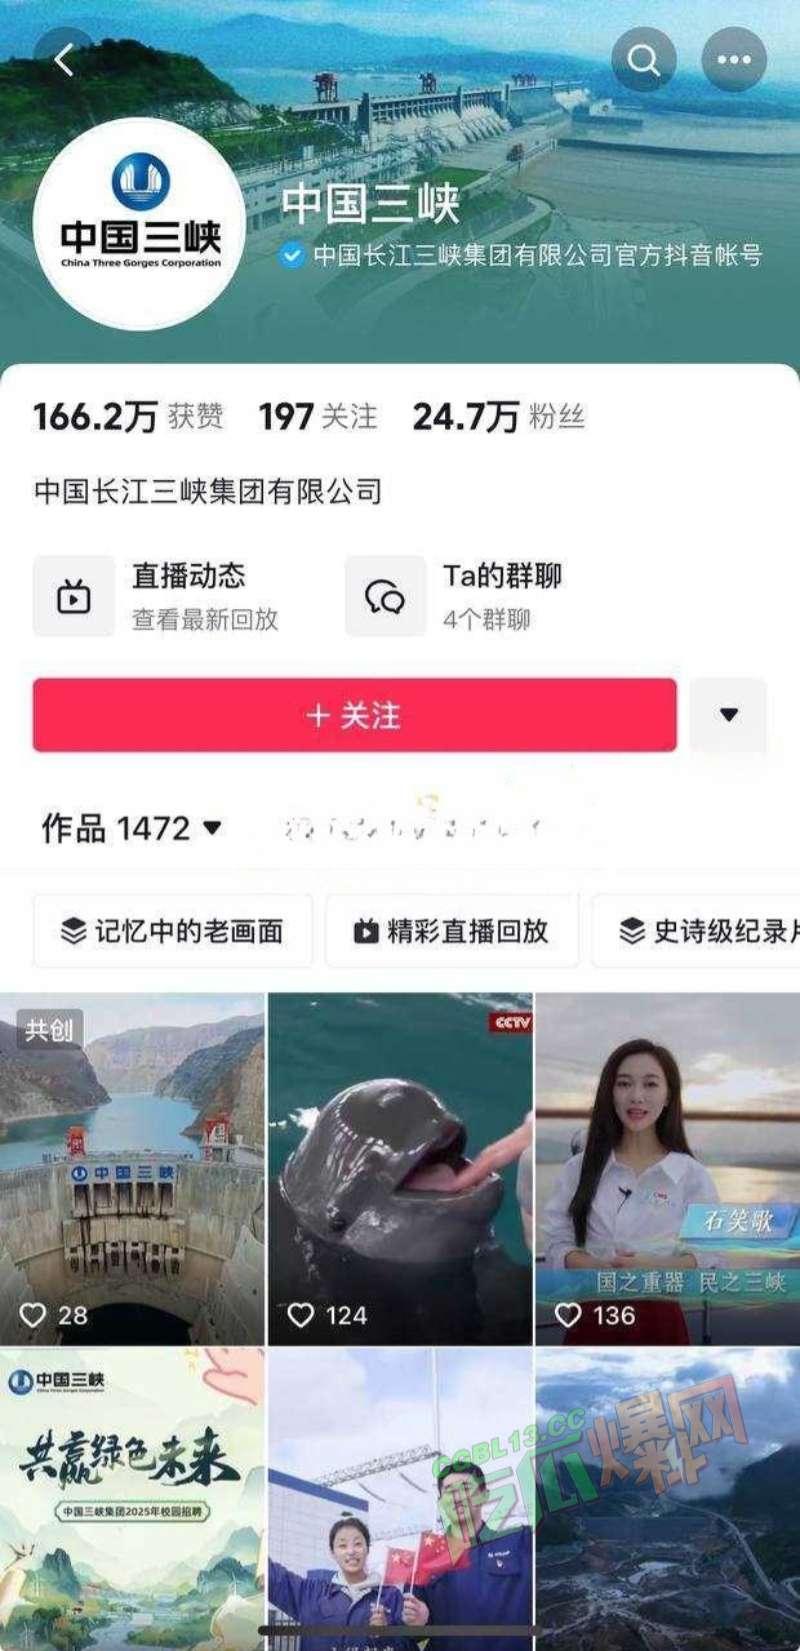 中国三峡
China Three Gorges Corporation
中国三峡
中国长江三峡集团有限公司官方抖音帐号
166.2万 获赞 197 关注 24.7万 粉丝
中国长江三峡集团有限公司
直播动态
查看最新回放
Ta的群聊
4个群聊
+ 关注
作品 1472
记忆中的老画面
精彩直播回放
史诗级纪录片
共创
中国三峡
28
CCTV
124
石笑歌
国之重器 民之三峡
136
中国三峡
共赢绿色未来
中国三峡集团2025年校园招聘
CGBL13.CC
吃瓜爆网